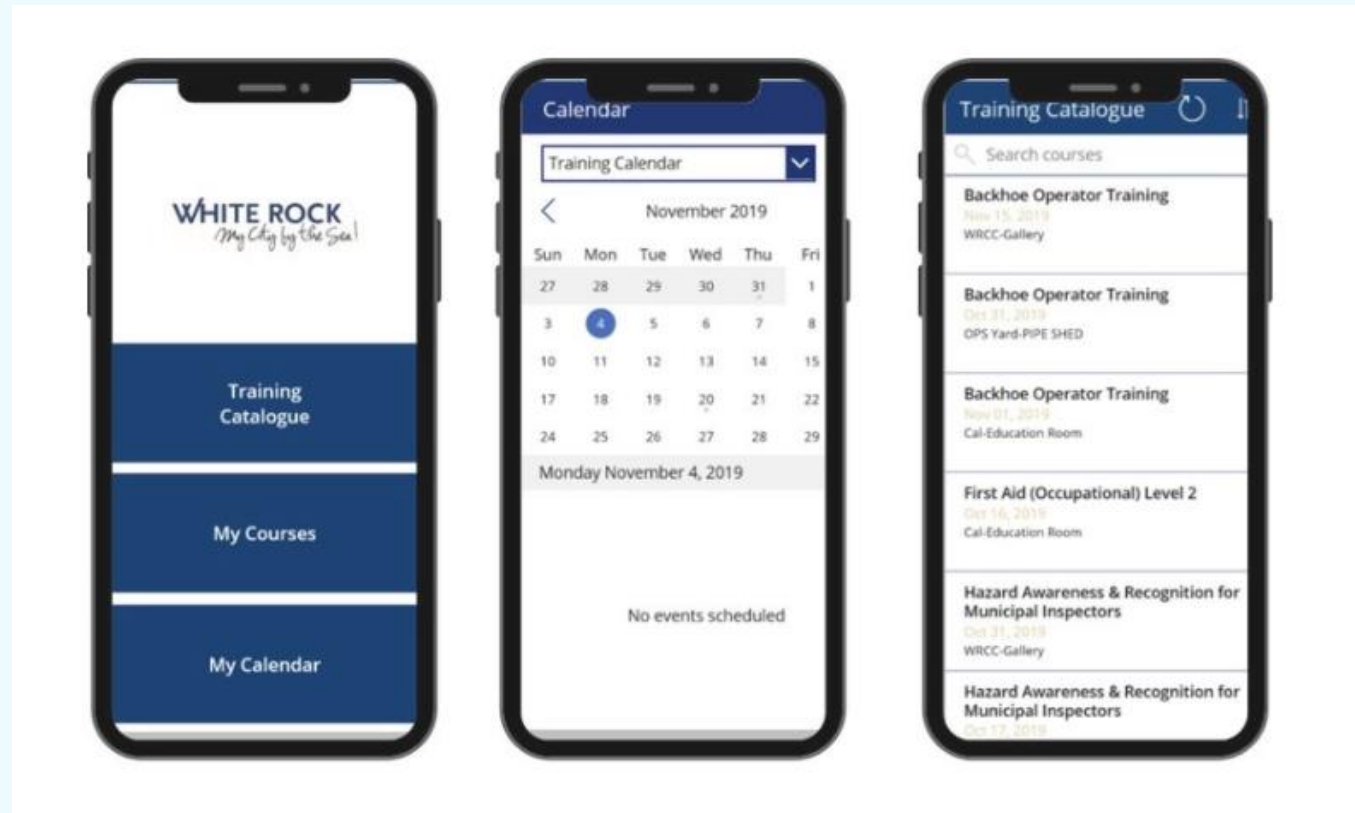 WHITE ROCK
My City by the Sea!
Training
Catalogue
My Courses
My Calendar
Calendar
Training Calendar
November 2019
Sun Mon Tue Wed Thu Fri
27 28 29 30 31 1
3 4 5 6 7 8
10 11 12 13 14 15
17 18 19 20 21 22
24 25 26 27 28 29
Monday November 4, 2019
No events scheduled
Training Catalogue
Search courses
Backhoe Operator Training
Nov 15, 2019
WRCC-Gallery
Backhoe Operator Training
Oct 31, 2019
OPS Yard-PIPE SHED
Backhoe Operator Training
Nov 01, 2019
Cal-Education Room
First Aid (Occupational) Level 2
Oct 16, 2019
Cal-Education Room
Hazard Awareness & Recognition for
Municipal Inspectors
Oct 31, 2019
WRCC-Gallery
Hazard Awareness & Recognition for
Municipal Inspectors
Oct 17, 2019